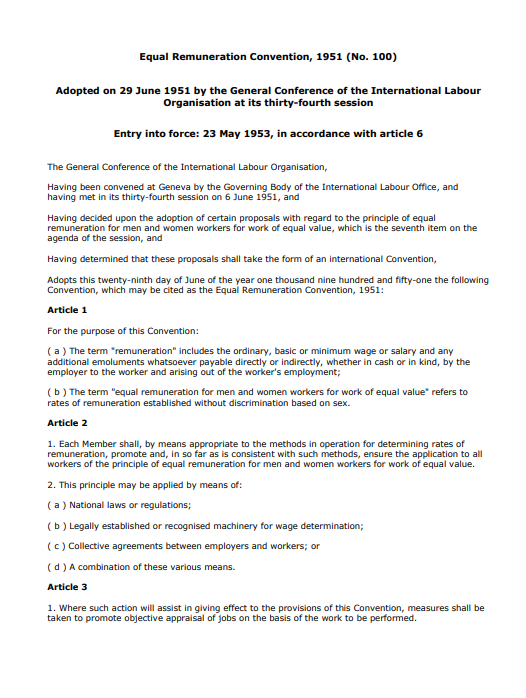 Equal Remuneration Convention, 1951 (No. 100)
Adopted on 29 June 1951 by the General Conference of the International Labour
Organisation at its thirty-fourth session
Entry into force: 23 May 1953, in accordance with article 6
The General Conference of the International Labour Organisation,
Having been convened at Geneva by the Governing Body of the International Labour Office, and
having met in its thirty-fourth session on 6 June 1951, and
Having decided upon the adoption of certain proposals with regard to the principle of equal
remuneration for men and women workers for work of equal value, which is the seventh item on the
agenda of the session, and
Having determined that these proposals shall take the form of an international Convention,
Adopts this twenty-ninth day of June of the year one thousand nine hundred and fifty-one the following
Convention, which may be cited as the Equal Remuneration Convention, 1951:
Article 1
For the purpose of this Convention:
( a ) The term "remuneration" includes the ordinary, basic or minimum wage or salary and any
additional emoluments whatsoever payable directly or indirectly, whether in cash or in kind, by the
employer to the worker and arising out of the worker's employment;
( b ) The term "equal remuneration for men and women workers for work of equal value" refers to
rates of remuneration established without discrimination based on sex.
Article 2
1. Each Member shall, by means appropriate to the methods in operation for determining rates of
remuneration, promote and, in so far as is consistent with such methods, ensure the application to all
workers of the principle of equal remuneration for men and women workers for work of equal value.
2. This principle may be applied by means of:
( a ) National laws or regulations;
( b ) Legally established or recognised machinery for wage determination;
( c ) Collective agreements between employers and workers; or
( d ) A combination of these various means.
Article 3
1. Where such action will assist in giving effect to the provisions of this Convention, measures shall be
taken to promote objective appraisal of jobs on the basis of the work to be performed.